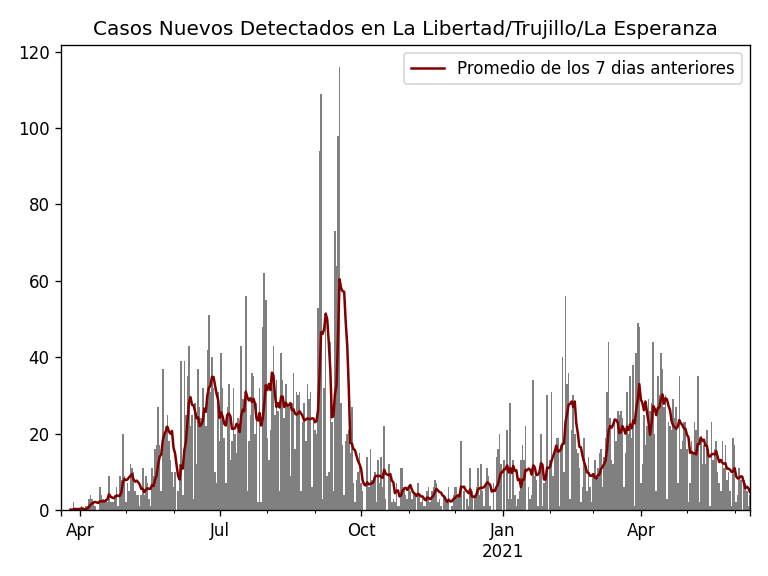 Casos Nuevos Detectados en La Libertad/Trujillo/La Esperanza
Promedio de los 7 dias anteriores
120
100
80
60
40
20
0
Apr Jul Oct Jan Apr
2021